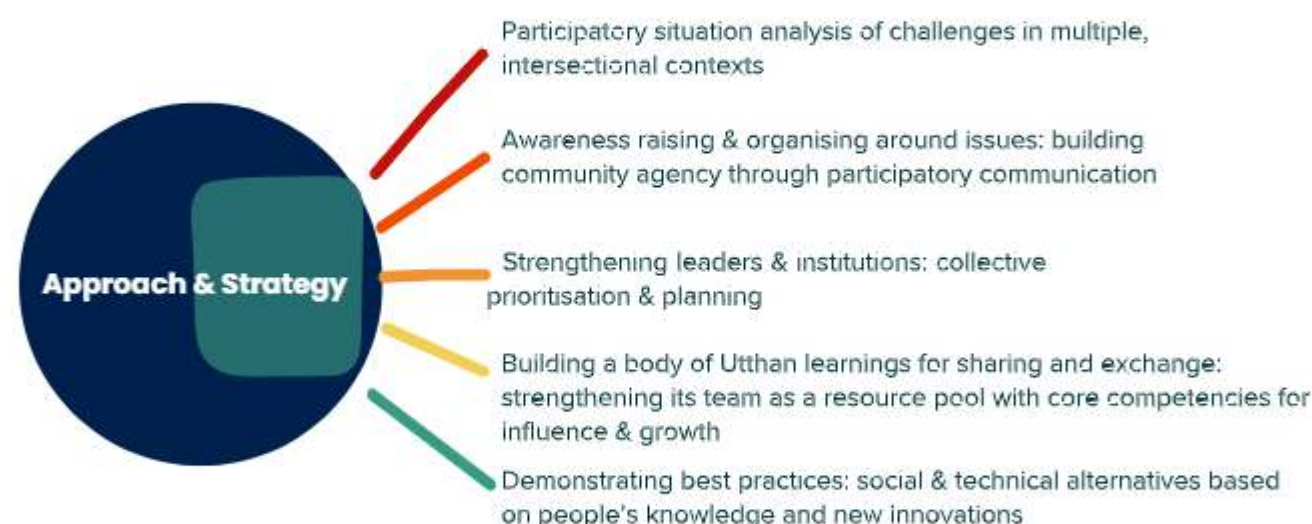 Participatory situation analysis of challenges in multiple,
intersectional contexts
Awareness raising & organising around issues: building
community agency through participatory communication
Approach & Strategy
Strengthening leaders & institutions: collective
prioritisation & planning
Building a body of Utthan learnings for sharing and exchange:
strengthening its team as a resource pool with core competencies for
influence & growth
Demonstrating best practices: social & technical alternatives based
on people's knowledge and new innovations